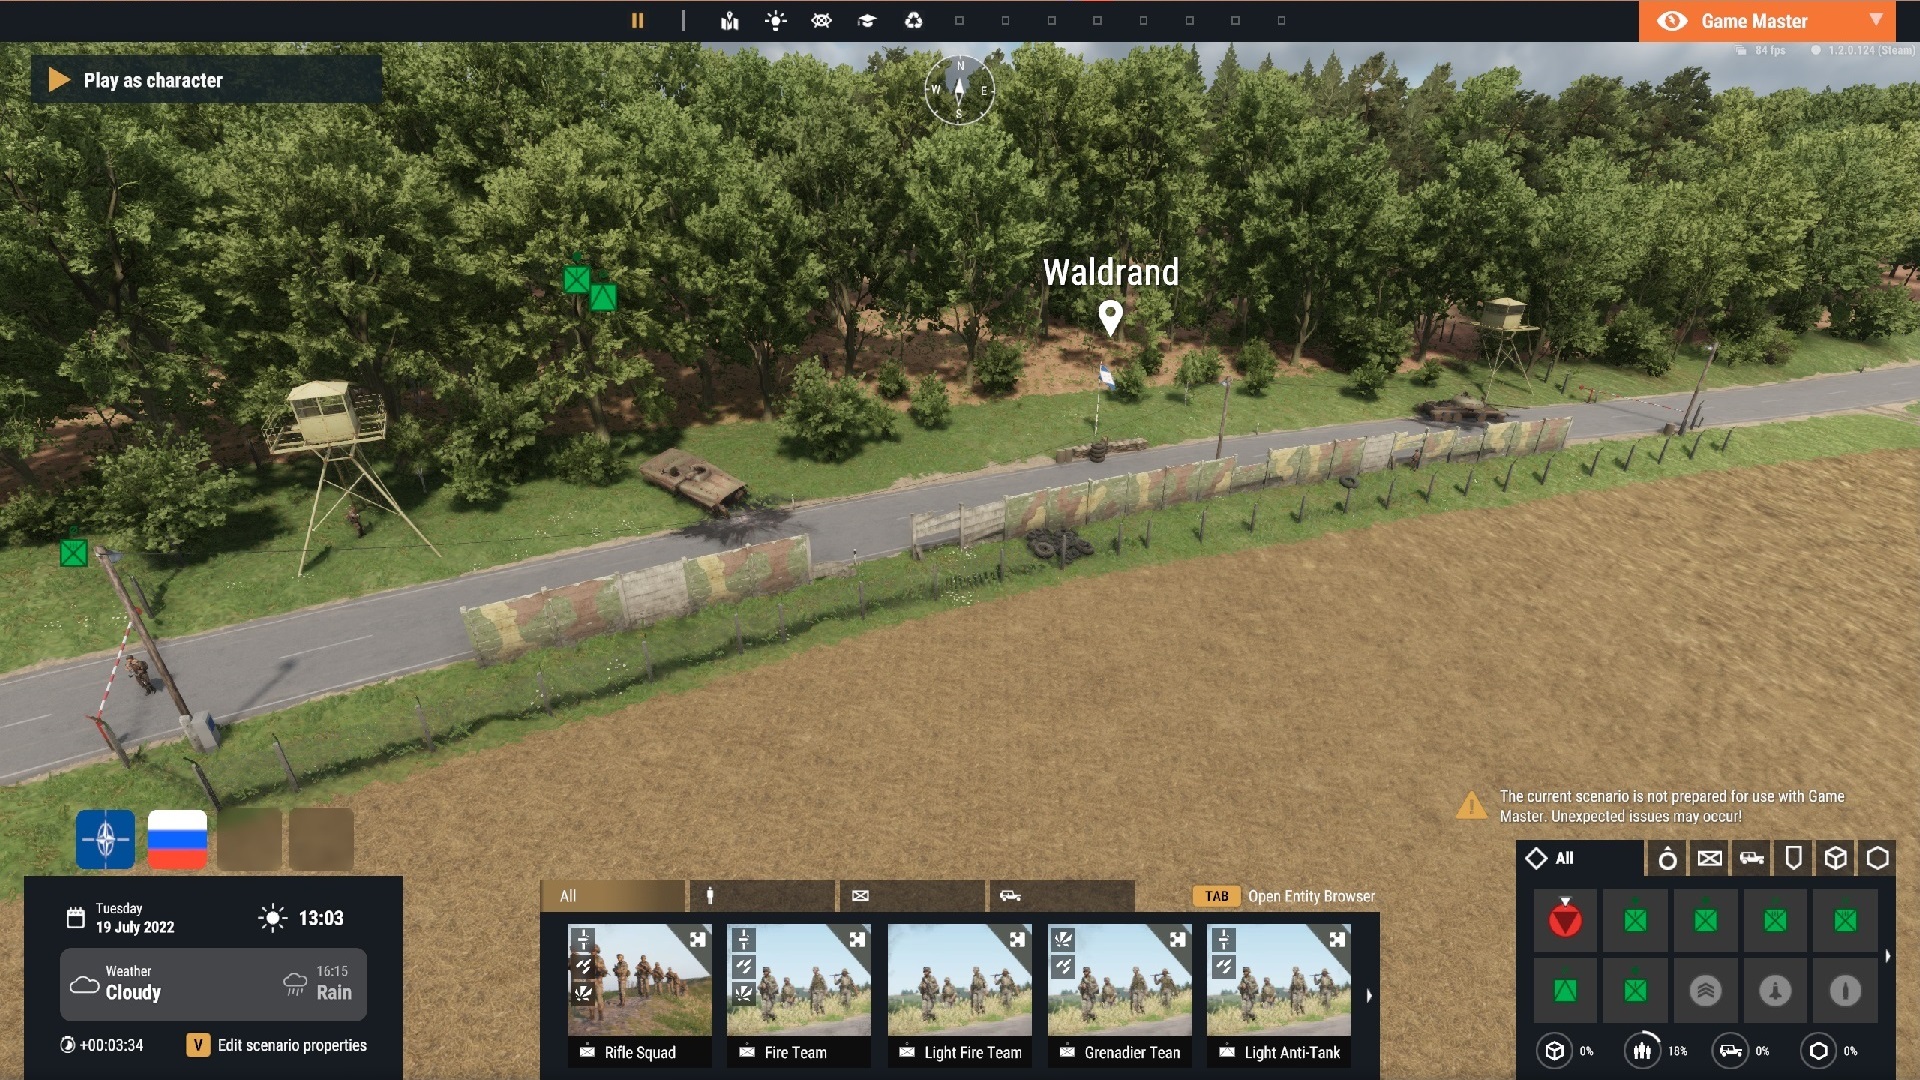 Game Master
84 fps
1.2.0.124 (Steam)
Play as character
N
W
E
S
Waldrand
The current scenario is not prepared for use with Game
Master. Unexpected issues may occur!
All
Tuesday
19 July 2022
13:03
Weather
Cloudy
16:15
Rain
+00:03:34
V
Edit scenario properties
All
TAB
Open Entity Browser
Rifle Squad
Fire Team
Light Fire Team
Grenadier Tean
Light Anti-Tank
0%
18%
0%
0%